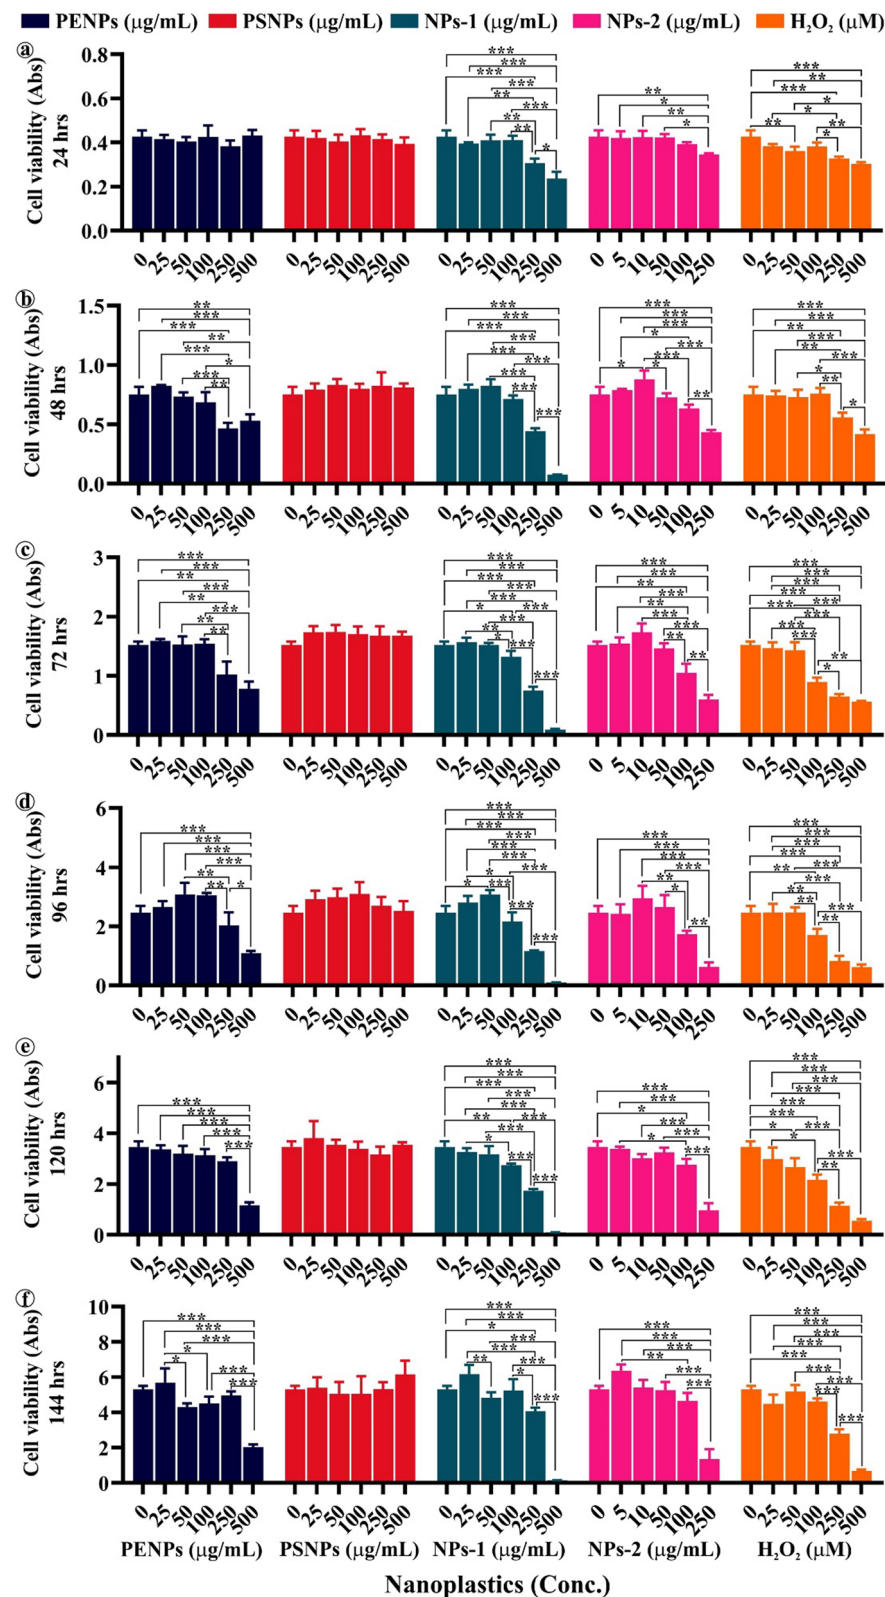 PENPs (µg/mL) PSNPs (µg/mL) NPs-1 (µg/mL) NPs-2 (µg/mL) H₂O₂ (µM)
a
Cell viability (Abs)
24 hrs
0.8
0.6
0.4
0.2
0.0
0 25 50 100 250 500 0 25 50 100 250 500 0 25 50 100 250 500 0 5 10 50 100 250 0 25 50 100 250 500
b
Cell viability (Abs)
48 hrs
1.5
1.0
0.5
0.0
0 25 50 100 250 500 0 25 50 100 250 500 0 25 50 100 250 500 0 5 10 50 100 250 0 25 50 100 250 500
c
Cell viability (Abs)
72 hrs
3
2
1
0
0 25 50 100 250 500 0 25 50 100 250 500 0 25 50 100 250 500 0 5 10 50 100 250 0 25 50 100 250 500
d
Cell viability (Abs)
96 hrs
6
4
2
0
0 25 50 100 250 500 0 25 50 100 250 500 0 25 50 100 250 500 0 5 10 50 100 250 0 25 50 100 250 500
e
Cell viability (Abs)
120 hrs
6
4
2
0
0 25 50 100 250 500 0 25 50 100 250 500 0 25 50 100 250 500 0 5 10 50 100 250 0 25 50 100 250 500
f
Cell viability (Abs)
144 hrs
10
8
6
4
2
0
0 25 50 100 250 500 0 25 50 100 250 500 0 25 50 100 250 500 0 5 10 50 100 250 0 25 50 100 250 500
PENPs (µg/mL) PSNPs (µg/mL) NPs-1 (µg/mL) NPs-2 (µg/mL) H₂O₂ (µM)
Nanoplastics (Conc.)